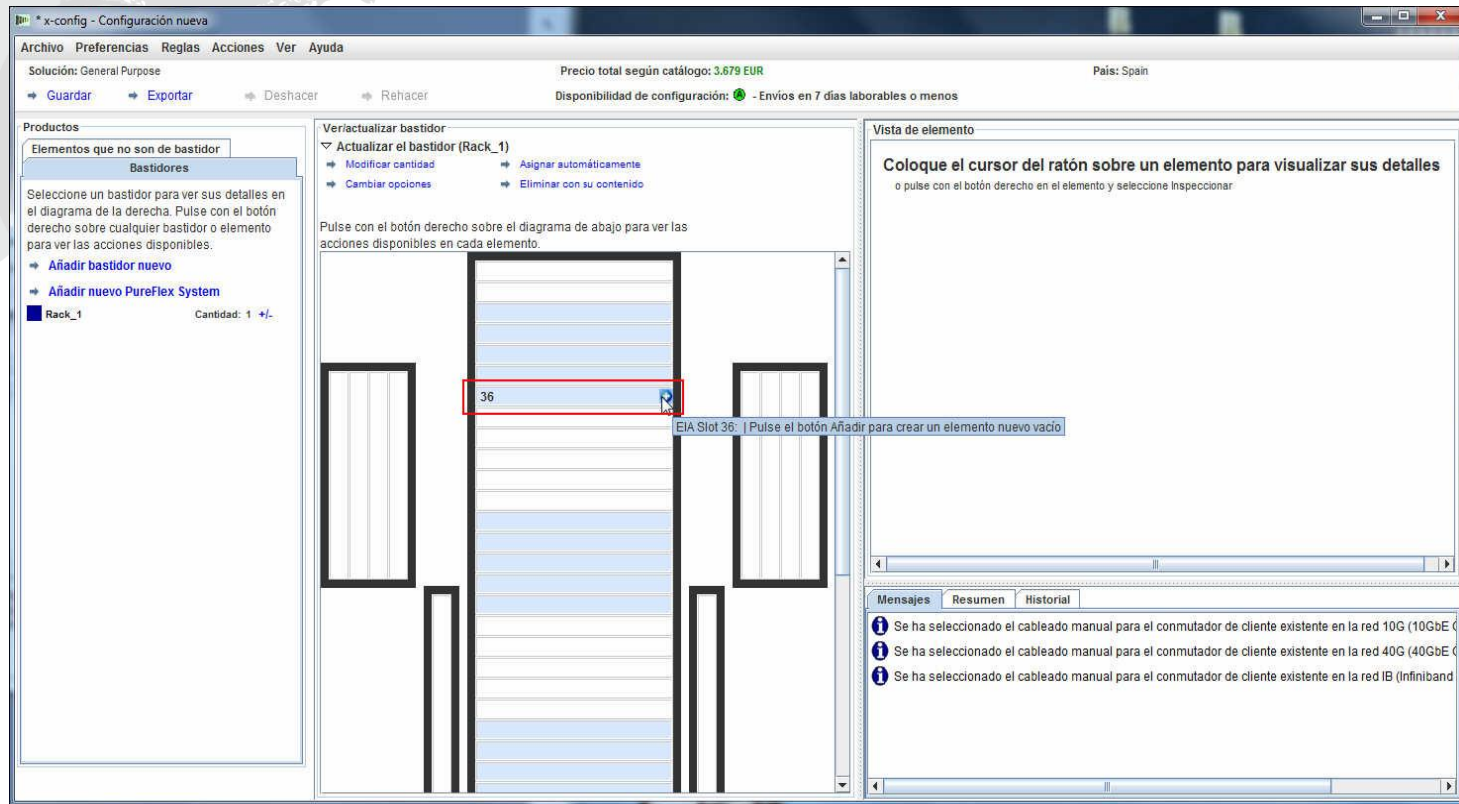 * x-config - Configuración nueva
Archivo Preferencias Reglas Acciones Ver Ayuda
Solución: General Purpose
Precio total según catálogo: 3.679 EUR
País: Spain
Guardar Exportar Deshacer Rehacer
Disponibilidad de configuración: A - Envíos en 7 días laborables o menos
Productos
Elementos que no son de bastidor
Bastidores
Seleccione un bastidor para ver sus detalles en
el diagrama de la derecha. Pulse con el botón
derecho sobre cualquier bastidor o elemento
para ver las acciones disponibles.
Añadir bastidor nuevo
Añadir nuevo PureFlex System
Rack_1 Cantidad: 1 +/-
Ver/actualizar bastidor
Actualizar el bastidor (Rack_1)
Modificar cantidad Asignar automáticamente
Cambiar opciones Eliminar con su contenido
Pulse con el botón derecho sobre el diagrama de abajo para ver las
acciones disponibles en cada elemento.
36
EIA Slot 36: | Pulse el botón Añadir para crear un elemento nuevo vacío
Vista de elemento
Coloque el cursor del ratón sobre un elemento para visualizar sus detalles
o pulse con el botón derecho en el elemento y seleccione Inspeccionar
Mensajes Resumen Historial
Se ha seleccionado el cableado manual para el conmutador de cliente existente en la red 10G (10GbE
Se ha seleccionado el cableado manual para el conmutador de cliente existente en la red 40G (40GbE
Se ha seleccionado el cableado manual para el conmutador de cliente existente en la red IB (Infiniband